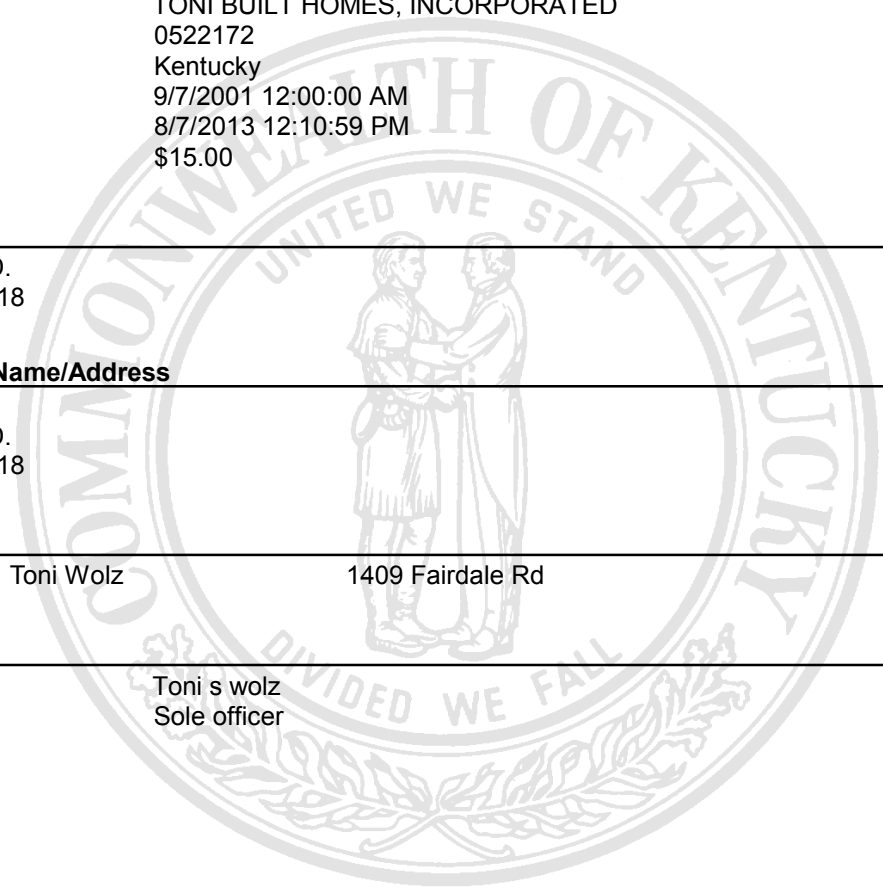 TONI BUILT HOMES, INCORPORATED
0522172
Kentucky
9/7/2001 12:00:00 AM
8/7/2013 12:10:59 PM
$15.00
COMMONWEALTH OF KENTUCKY
UNITED WE STAND
.
18
Name/Address
.
18
Toni Wolz 1409 Fairdale Rd
DIVIDED WE FALL
Toni s wolz
Sole officer